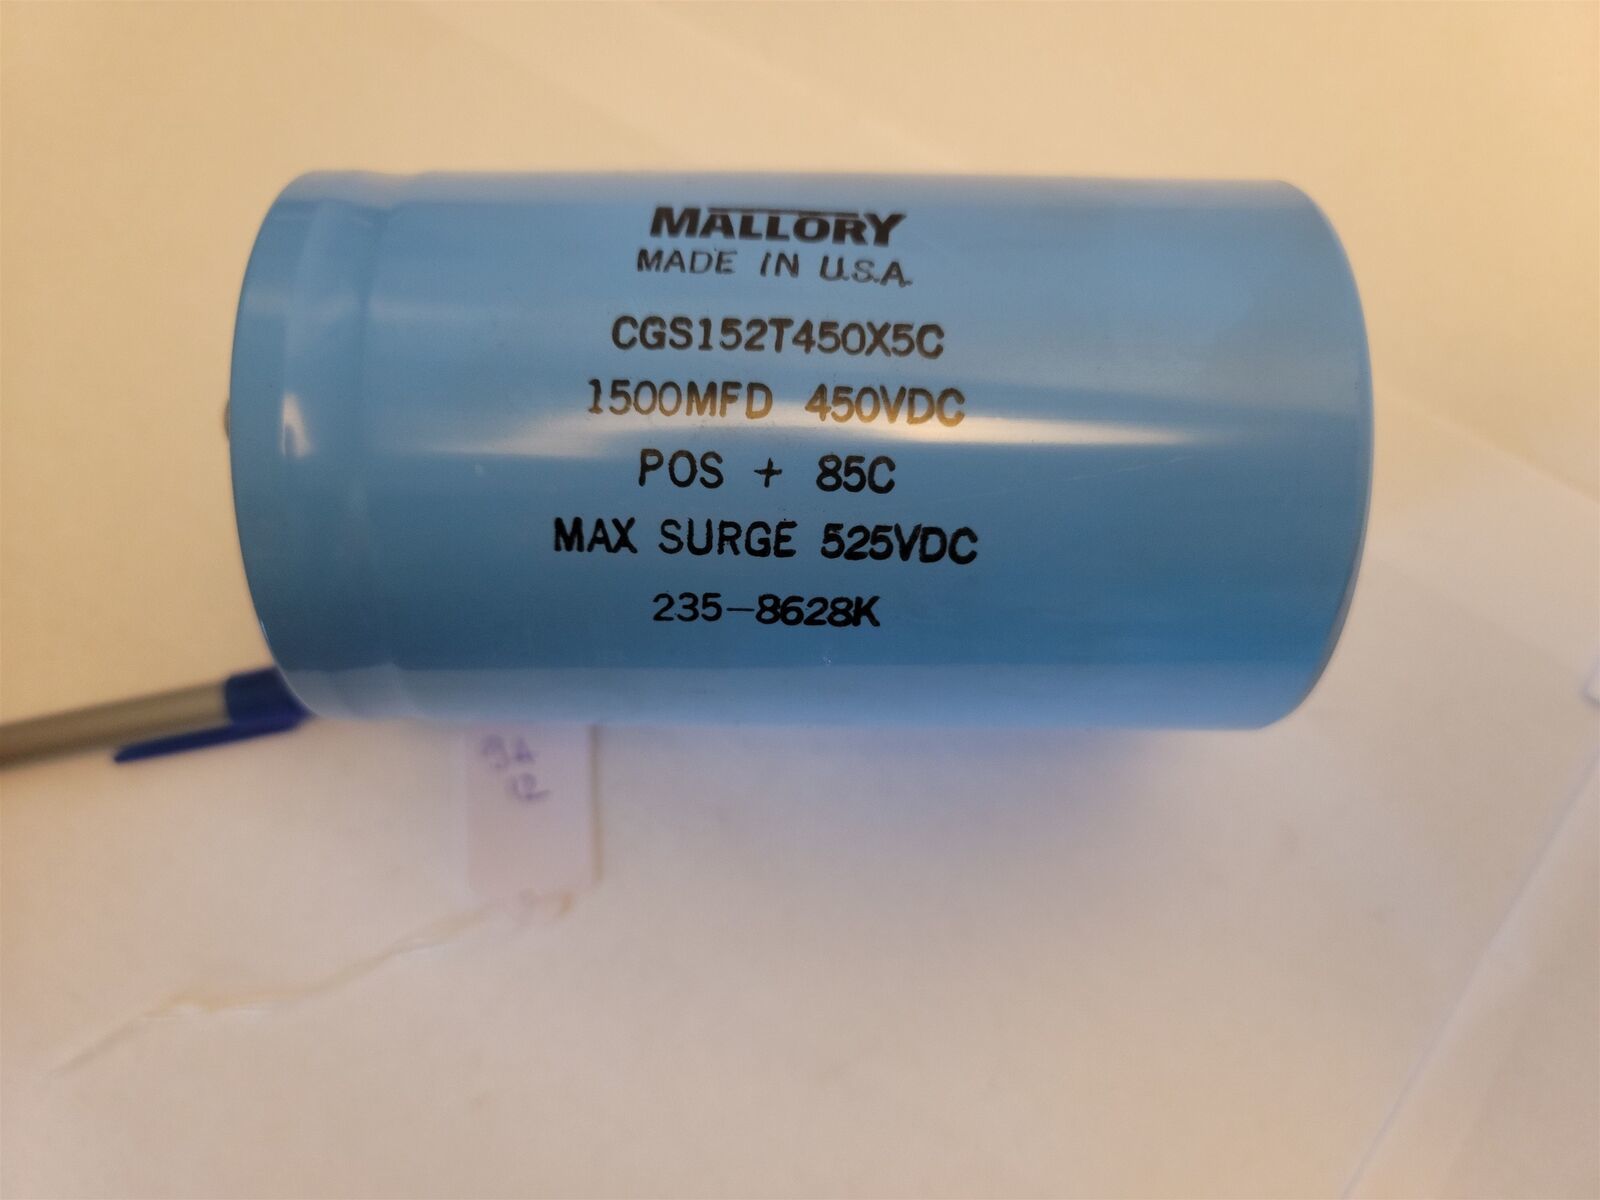 MALLORY
MADE IN U.S.A.
CGS152T450X5C
1500MFD 450VDC
POS + 85C
MAX SURGE 525VDC
235-8628K